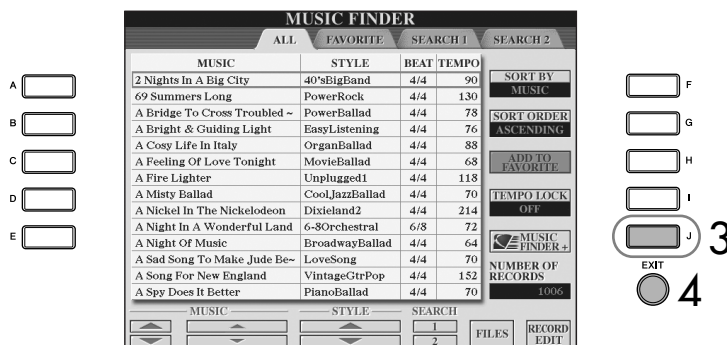 MUSIC FINDER
ALL FAVORITE SEARCH 1 SEARCH 2
MUSIC STYLE BEAT TEMPO
2 Nights In A Big City 40'sBigBand 4/4 90
69 Summers Long PowerRock 4/4 130
A Bridge To Cross Troubled ~ PowerBallad 4/4 78
A Bright & Guiding Light EasyListening 4/4 76
A Cosy Life In Italy OrganBallad 4/4 88
A Feeling Of Love Tonight MovieBallad 4/4 68
A Fire Lighter Unplugged1 4/4 118
A Misty Ballad CoolJazzBallad 4/4 70
A Nickel In The Nickelodeon Dixieland2 4/4 214
A Night In A Wonderful Land 6-8Orchestral 6/8 72
A Night Of Music BroadwayBallad 4/4 64
A Sad Song To Make Jude Be~ LoveSong 4/4 70
A Song For New England VintageGtrPop 4/4 152
A Spy Does It Better PianoBallad 4/4 70
SORT BY
MUSIC
SORT ORDER
ASCENDING
ADD TO
FAVORITE
TEMPO LOCK
OFF
MUSIC
FINDER +
NUMBER OF
RECORDS
1006
MUSIC STYLE SEARCH
1
2
FILES
RECORD
EDIT
A
B
C
D
E
F
G
H
I
J 3
EXIT
4